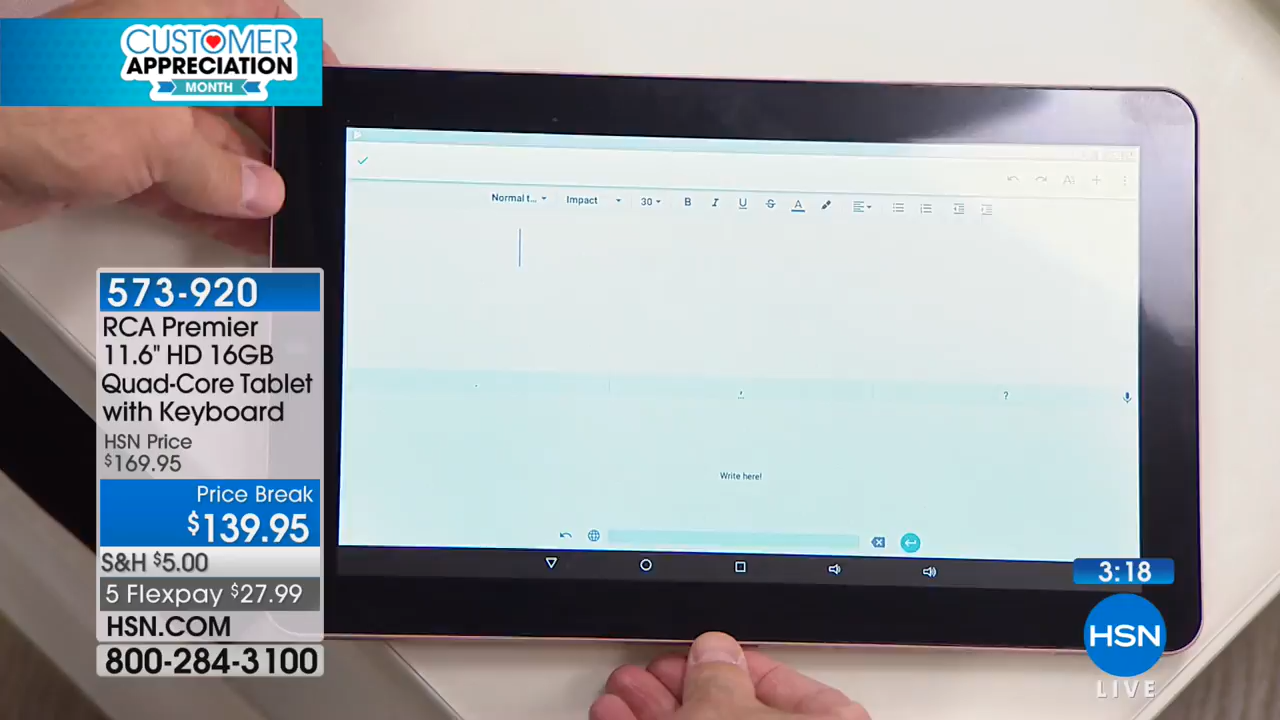 CUSTOMER
APPRECIATION
MONTH
Normal t... Impact 30 B I U S A
?
Write here!
573-920
RCA Premier
11.6" HD 16GB
Quad-Core Tablet
with Keyboard
HSN Price
$169.95
Price Break
$139.95
S&H $5.00
5 Flexpay $27.99
HSN.COM
800-284-3100
3:18
HSN
LIVE